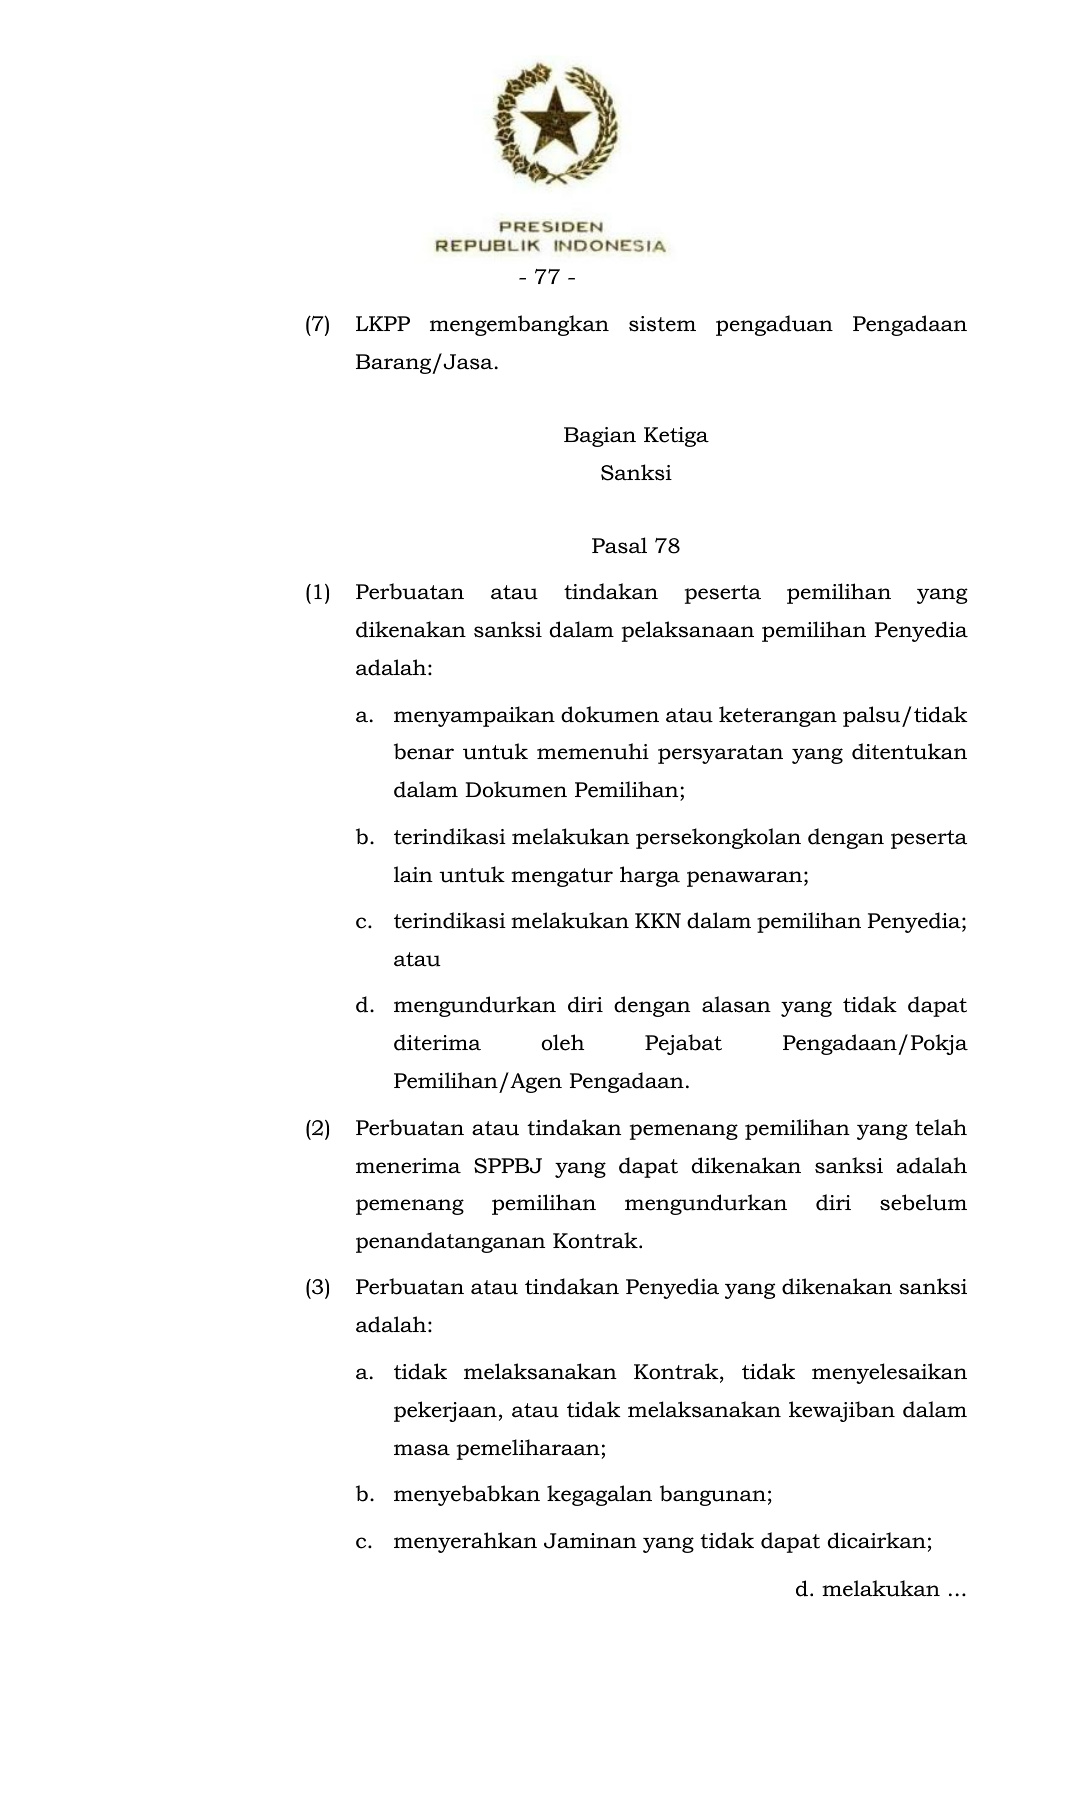 PRESIDEN
REPUBLIK INDONESIA
- 77 -
(7) LKPP mengembangkan sistem pengaduan Pengadaan
Barang/Jasa.
Bagian Ketiga
Sanksi
Pasal 78
(1) Perbuatan atau tindakan peserta pemilihan yang
dikenakan sanksi dalam pelaksanaan pemilihan Penyedia
adalah:
a. menyampaikan dokumen atau keterangan palsu/tidak
benar untuk memenuhi persyaratan yang ditentukan
dalam Dokumen Pemilihan;
b. terindikasi melakukan persekongkolan dengan peserta
lain untuk mengatur harga penawaran;
c. terindikasi melakukan KKN dalam pemilihan Penyedia;
atau
d. mengundurkan diri dengan alasan yang tidak dapat
diterima oleh Pejabat Pengadaan/Pokja
Pemilihan/Agen Pengadaan.
(2) Perbuatan atau tindakan pemenang pemilihan yang telah
menerima SPPBJ yang dapat dikenakan sanksi adalah
pemenang pemilihan mengundurkan diri sebelum
penandatanganan Kontrak.
(3) Perbuatan atau tindakan Penyedia yang dikenakan sanksi
adalah:
a. tidak melaksanakan Kontrak, tidak menyelesaikan
pekerjaan, atau tidak melaksanakan kewajiban dalam
masa pemeliharaan;
b. menyebabkan kegagalan bangunan;
c. menyerahkan Jaminan yang tidak dapat dicairkan;
d. melakukan ...